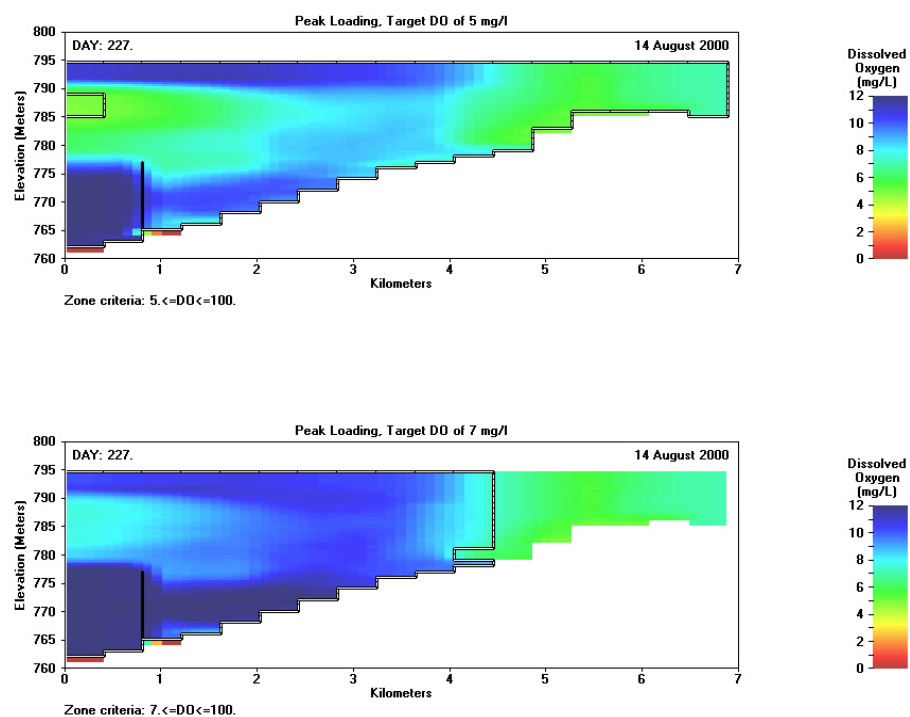 Peak Loading, Target DO of 5 mg/l
DAY: 227.
14 August 2000
Elevation (Meters)
800
795
790
785
780
775
770
765
760
0 1 2 3 4 5 6 7
Kilometers
Zone criteria: 5.<=DO<=100.
Dissolved
Oxygen
(mg/L)
12
10
8
6
4
2
0
Peak Loading, Target DO of 7 mg/l
DAY: 227.
14 August 2000
Elevation (Meters)
800
795
790
785
780
775
770
765
760
0 1 2 3 4 5 6 7
Kilometers
Zone criteria: 7.<=DO<=100.
Dissolved
Oxygen
(mg/L)
12
10
8
6
4
2
0